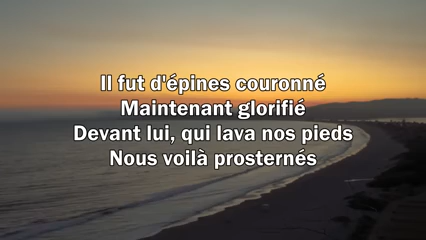 Il fut d'épines couronné
Maintenant glorifié
Devant lui, qui lava nos pieds
Nous voilà prosternés